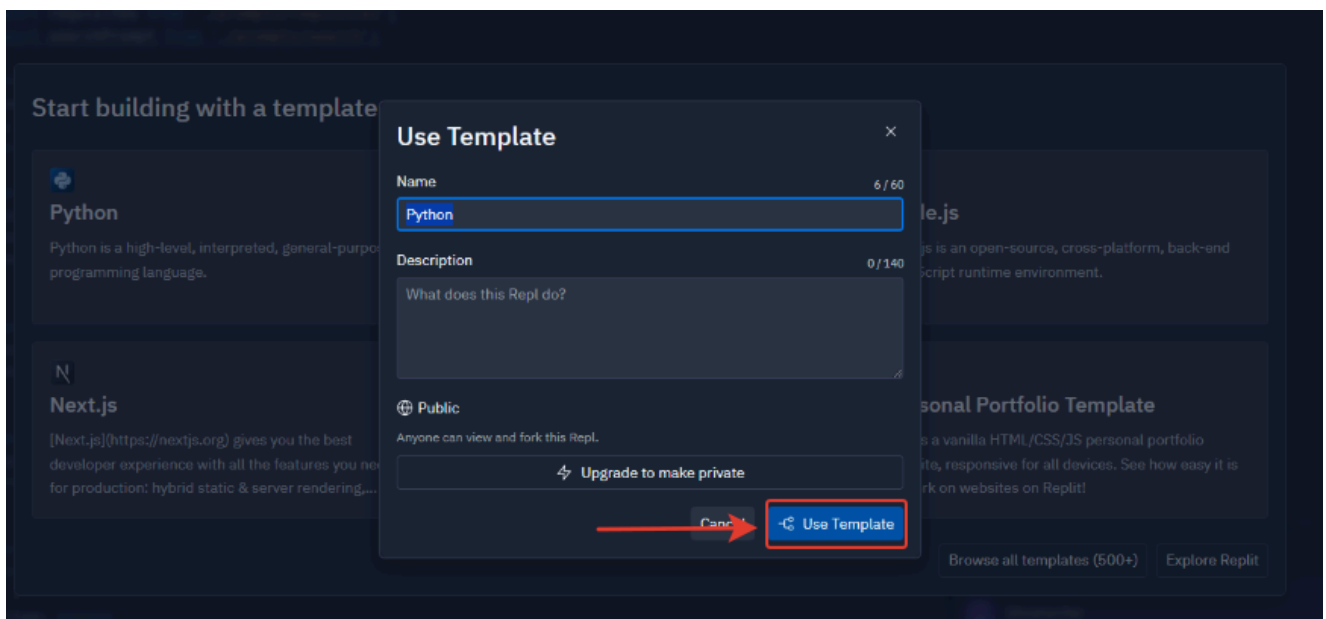 Start building with a template
Use Template
Name
6/60
Python
Description
0/140
What does this Repl do?
Public
Anyone can view and fork this Repl.
Upgrade to make private
Use Template
Python
Python is a high-level, interpreted, general-purpo
programming language.
Next.js
[Next.js](https://nextjs.org) gives you the best
developer experience with all the features you
for production: hybrid static & server rendering,...
le.js
is an open-source, cross-platform, back-end
cript runtime environment.
sonal Portfolio Template
a vanilla HTML/CSS/JS personal portfolio
te, responsive for all devices. See how easy it is
rk on websites on Replit!
Browse all templates (500+)
Explore Replit